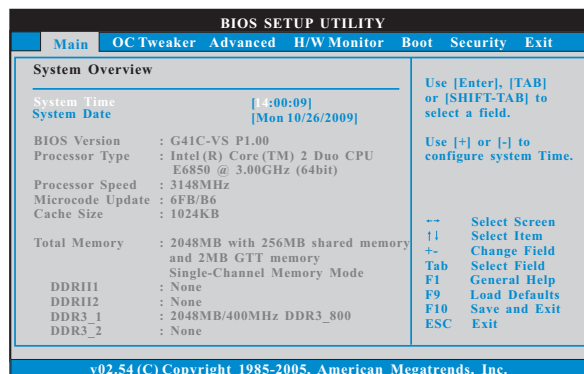 BIOS SETUP UTILITY
Main OC Tweaker Advanced H/W Monitor Boot Security Exit
System Overview
System Time [14:00:09]
System Date [Mon 10/26/2009]
BIOS Version : G41C-VS P1.00
Processor Type : Intel (R) Core (TM) 2 Duo CPU
E6850 @ 3.00GHz (64bit)
Processor Speed : 3148MHz
Microcode Update : 6FB/B6
Cache Size : 1024KB
Total Memory : 2048MB with 256MB shared memory
and 2MB GTT memory
Single-Channel Memory Mode
DDRII1 : None
DDRII2 : None
DDR3_1 : 2048MB/400MHz DDR3_800
DDR3_2 : None
Use [Enter], [TAB]
or [SHIFT-TAB] to
select a field.
Use [+] or [-] to
configure system Time.
←→ Select Screen
↑↓ Select Item
+- Change Field
Tab Select Field
F1 General Help
F9 Load Defaults
F10 Save and Exit
ESC Exit
v02.54 (C) Copyright 1985-2005, American Megatrends, Inc.